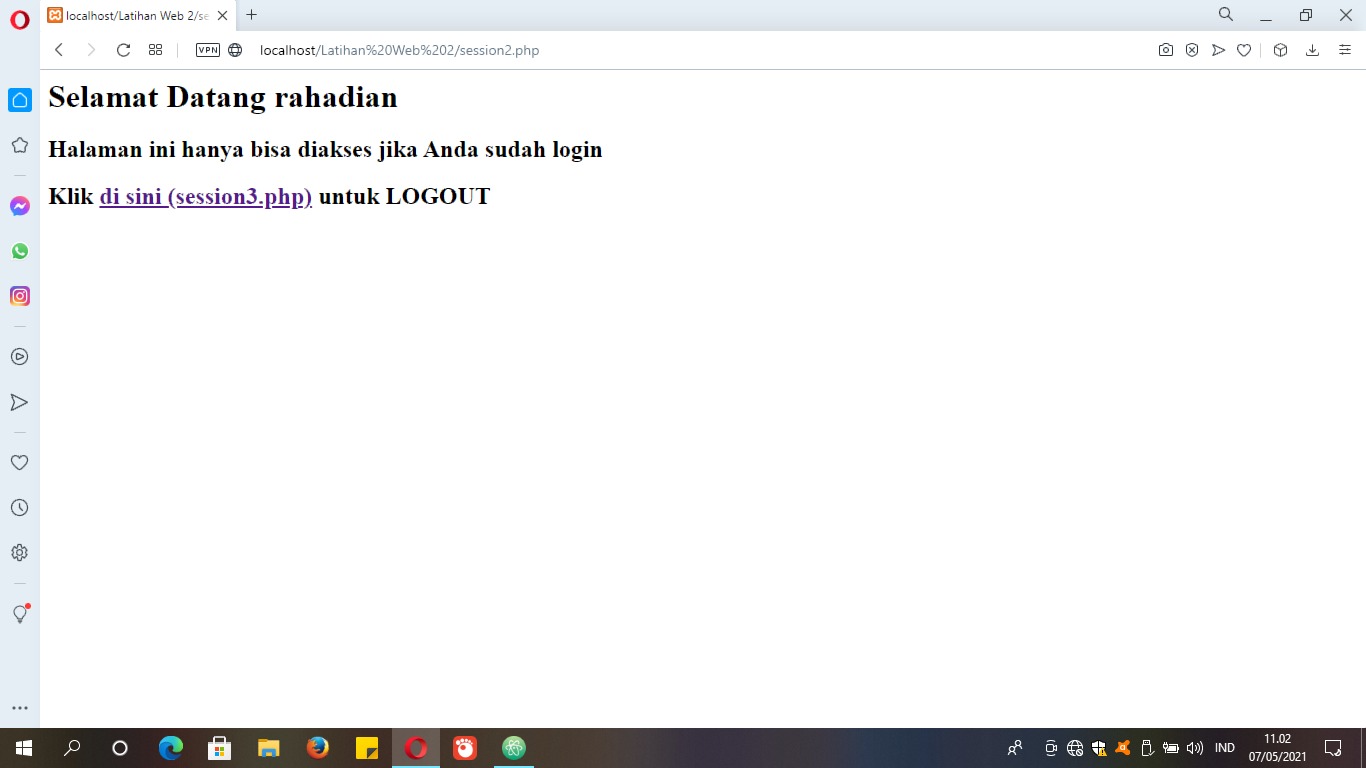 localhost/Latihan Web 2/se
VPN
localhost/Latihan%20Web%202/session2.php
Selamat Datang rahadian
Halaman ini hanya bisa diakses jika Anda sudah login
Klik di sini (session3.php) untuk LOGOUT
IND
11.02
07/05/2021